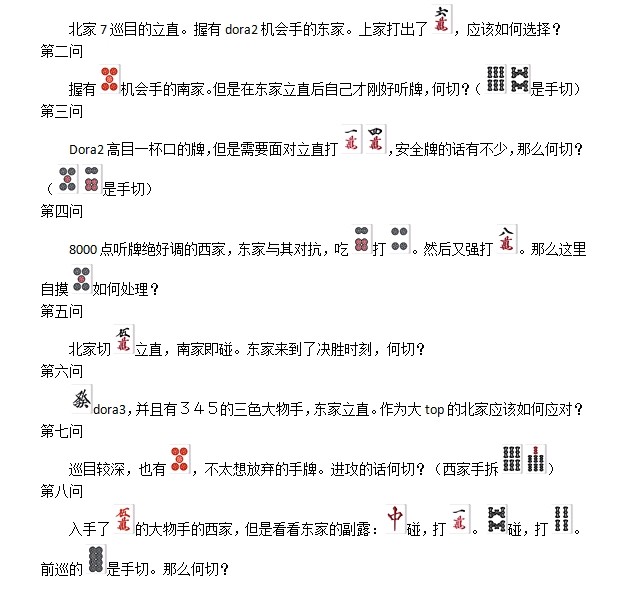 北家 7 巡目的立直。握有 dora2 机会手的东家。上家打出了 六萬，应该如何选择？
第二问
握有机会手的南家。但是在东家立直后自己才刚好听牌，何切？（是手切）
第三问
Dora2 高目一杯口的牌，但是需要面对立直打 一萬 四萬，安全牌的话有不少，那么何切？
（是手切）
第四问
8000 点听牌绝好调的西家，东家与其对抗，吃打。然后又强打 八萬。那么这里
自摸如何处理？
第五问
北家切 伍萬 立直，南家即碰。东家来到了决胜时刻，何切？
第六问
發 dora3，并且有３４５的三色大物手，东家立直。作为大 top 的北家应该如何应对？
第七问
巡目较深，也有，不太想放弃的手牌。进攻的话何切？（西家手拆）
第八问
入手了 伍萬 的大物手的西家，但是看看东家的副露：中 碰，打 一萬。碰，打。
前巡的是手切。那么何切？